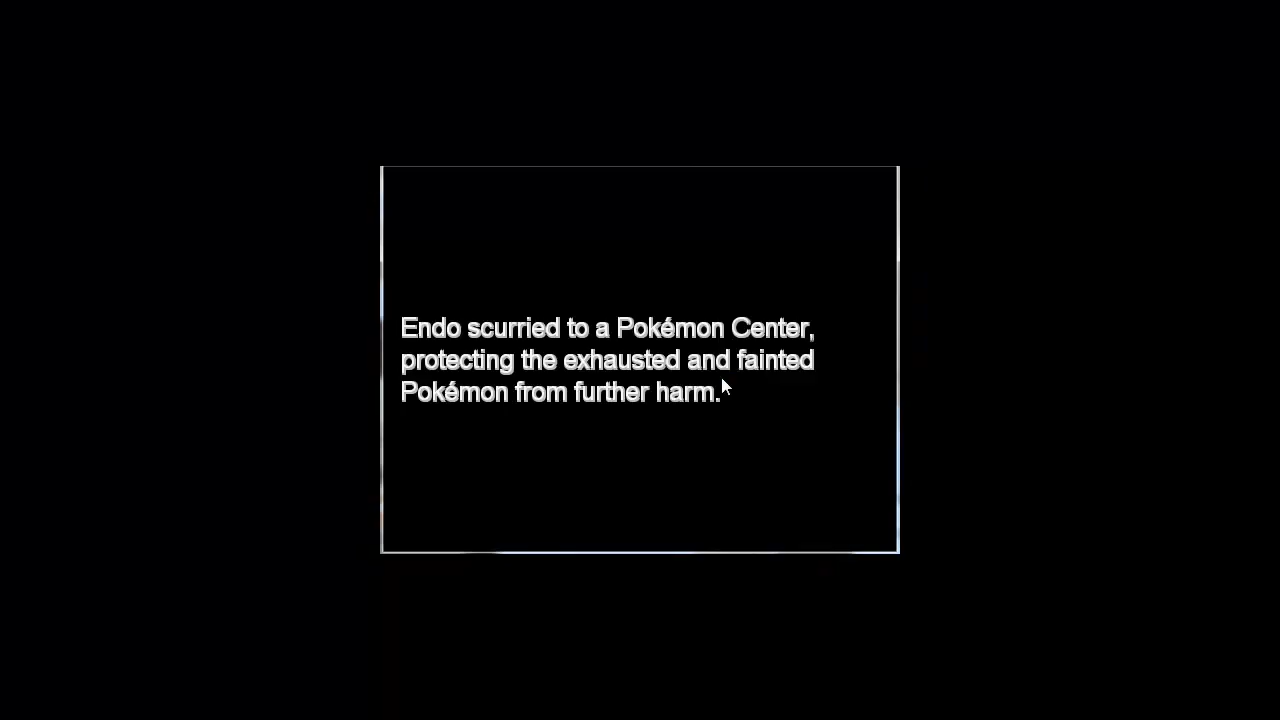 Endo scurried to a Pokémon Center,
protecting the exhausted and fainted
Pokémon from further harm.